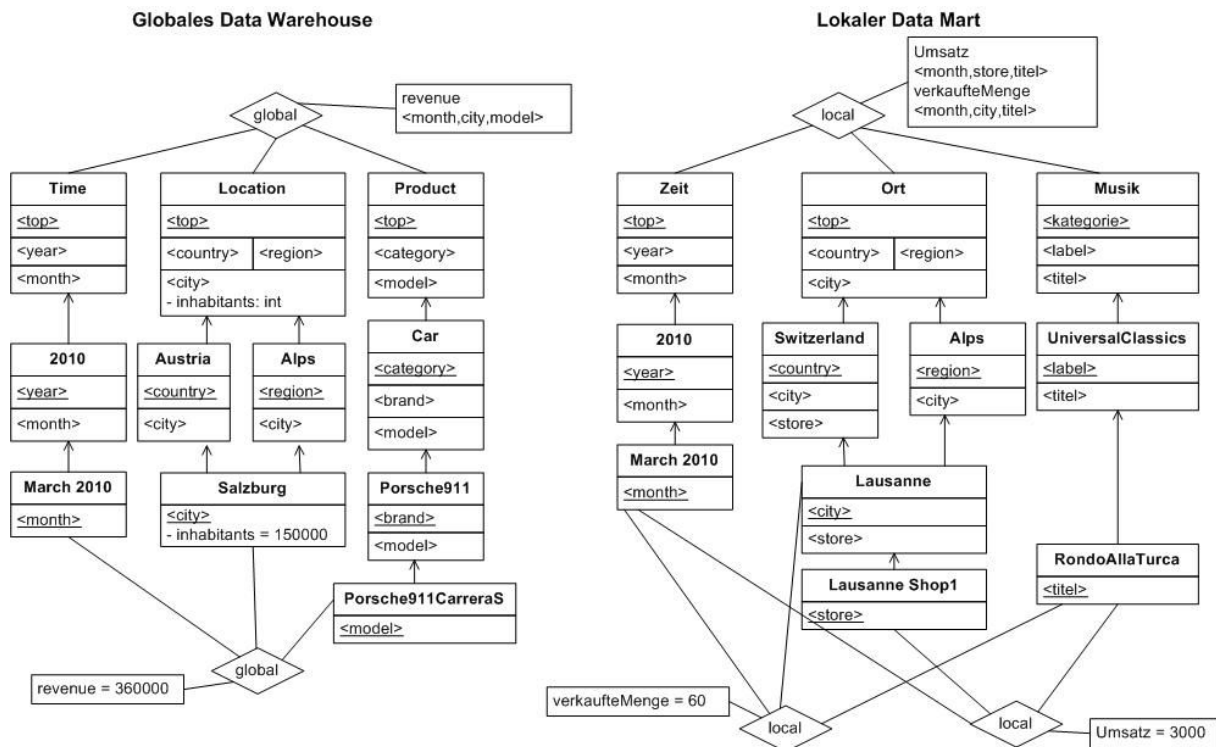 Globales Data Warehouse
global
revenue
<month,city,model>
Time
<top>
<year>
<month>
Location
<top>
<country>
<region>
<city>
- inhabitants: int
Product
<top>
<category>
<model>
2010
<year>
<month>
Austria
<country>
<city>
Alps
<region>
<city>
Car
<category>
<brand>
<model>
March 2010
<month>
Salzburg
<city>
- inhabitants = 150000
Porsche911
<brand>
<model>
Porsche911CarreraS
<model>
global
revenue = 360000
Lokaler Data Mart
local
Umsatz
<month,store,titel>
verkaufteMenge
<month,city,titel>
Zeit
<top>
<year>
<month>
Ort
<top>
<country>
<region>
<city>
Musik
<kategorie>
<label>
<titel>
2010
<year>
<month>
Switzerland
<country>
<city>
<store>
Alps
<region>
<city>
UniversalClassics
<label>
<titel>
March 2010
<month>
Lausanne
<city>
<store>
Lausanne Shop1
<store>
RondoAllaTurca
<titel>
verkaufteMenge = 60
local
local
Umsatz = 3000